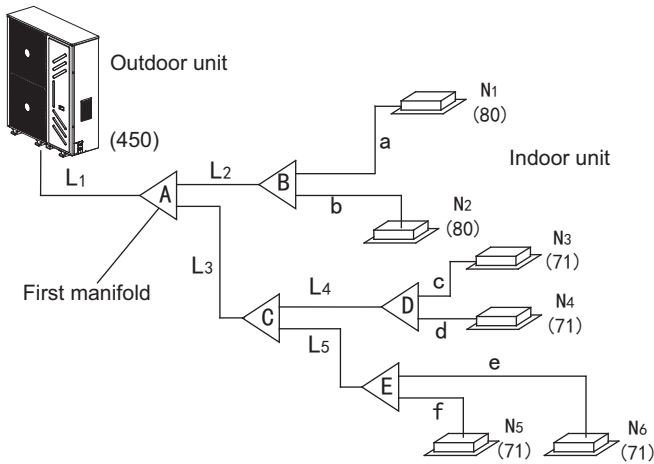 Outdoor unit
(450)
Indoor unit
First manifold
L1
A
L2
B
a
N1
(80)
b
N2
(80)
L3
C
L4
D
c
N3
(71)
d
N4
(71)
L5
E
e
f
N5
(71)
N6
(71)